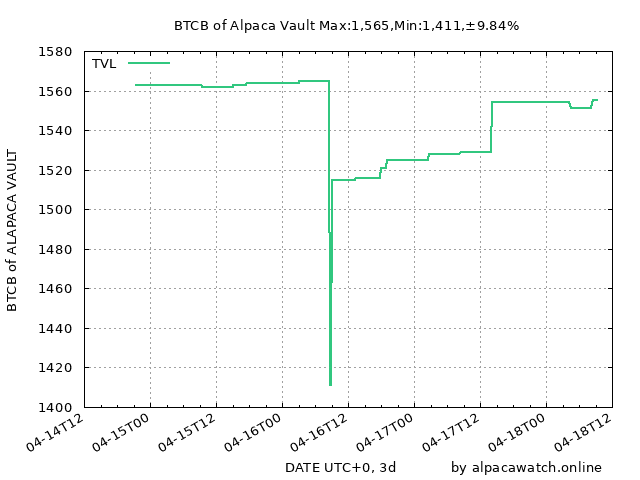 BTCB of Alpaca Vault Max:1,565,Min:1,411,±9.84%
TVL
1580
1560
1540
1520
1500
1480
1460
1440
1420
1400
BTCB of ALAPACA VAULT
04-14T12
04-15T00
04-15T12
04-16T00
04-16T12
04-17T00
04-17T12
04-18T00
04-18T12
DATE UTC+0, 3d
by alpacawatch.online